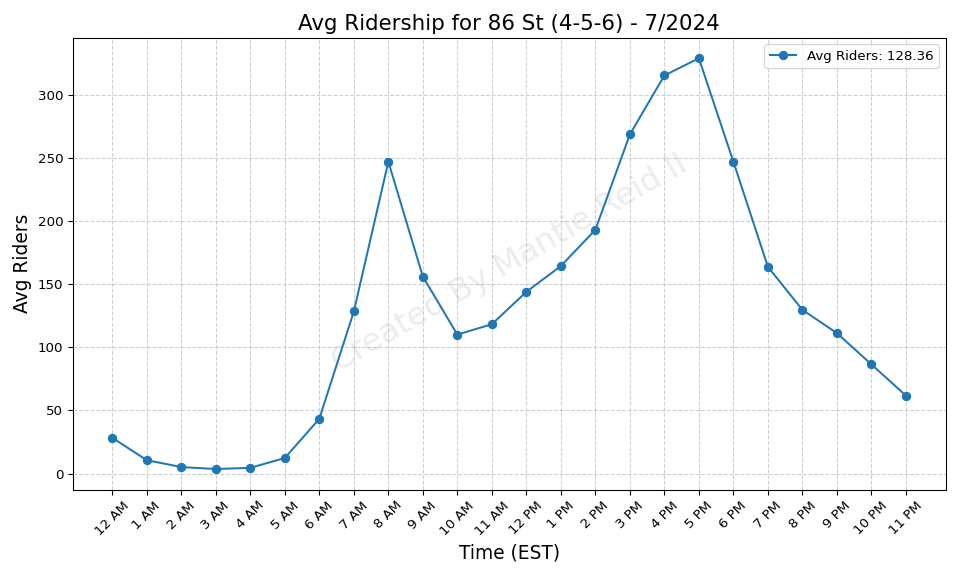 Avg Ridership for 86 St (4-5-6) - 7/2024
Avg Riders: 128.36
Avg Riders
300
250
200
150
100
50
0
Created By Mantle Reid II
12 AM
1 AM
2 AM
3 AM
4 AM
5 AM
6 AM
7 AM
8 AM
9 AM
10 AM
11 AM
12 PM
1 PM
2 PM
3 PM
4 PM
5 PM
6 PM
7 PM
8 PM
9 PM
10 PM
11 PM
Time (EST)